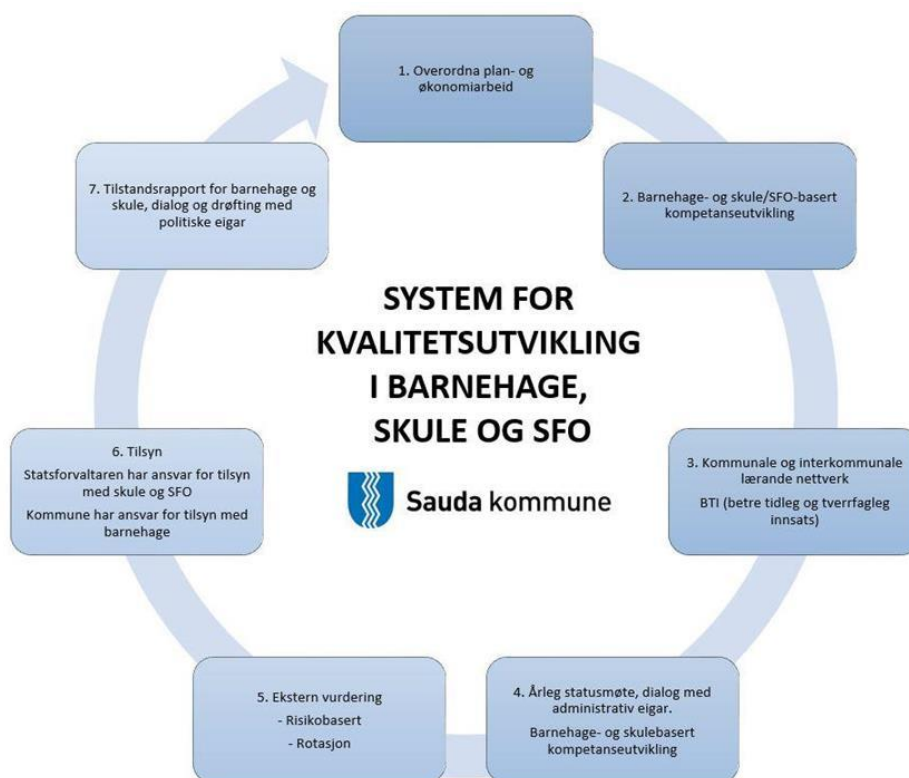 1. Overordna plan- og
økonomiarbeid
2. Barnehage- og skule/SFO-basert
kompetanseutvikling
3. Kommunale og interkommunale
lærande nettverk
BTI (betre tidleg og tverrfagleg
innsats)
4. Årleg statusmøte, dialog med
administrativ eigar.
Barnehage- og skulebasert
kompetanseutvikling
5. Ekstern vurdering
- Risikobasert
- Rotasjon
6. Tilsyn
Statsforvaltaren har ansvar for tilsyn
med skule og SFO
Kommune har ansvar for tilsyn med
barnehage
7. Tilstandsrapport for barnehage og
skule, dialog og drøfting med
politiske eigar
SYSTEM FOR
KVALITETSUTVIKLING
I BARNEHAGE,
SKULE OG SFO
Sauda kommune